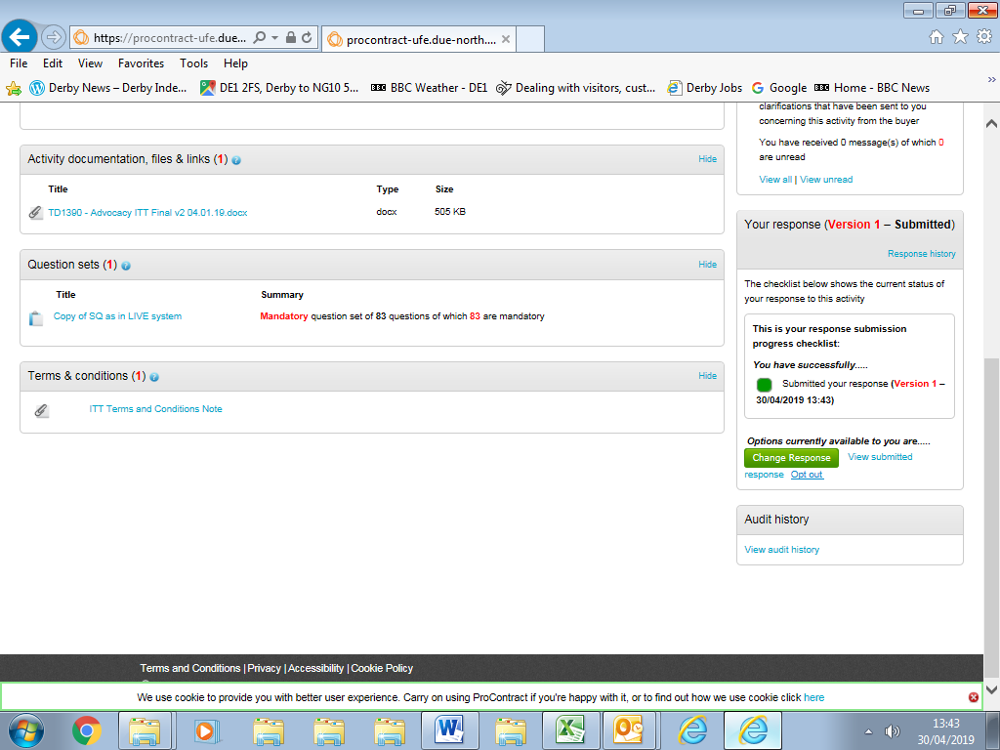 https://procontract-ufe.due...
procontract-ufe.due-north....
File Edit View Favorites Tools Help
Derby News – Derby Inde... DE1 2FS, Derby to NG10 5... BBC Weather - DE1 Dealing with visitors, cust... Derby Jobs Google Home - BBC News
Activity documentation, files & links (1)
Hide
Title Type Size
TD1390 - Advocacy ITT Final v2 04.01.19.docx docx 505 KB
Question sets (1)
Hide
Title Summary
Copy of SQ as in LIVE system Mandatory question set of 83 questions of which 83 are mandatory
Terms & conditions (1)
Hide
ITT Terms and Conditions Note
clarifications that have been sent to you
concerning this activity from the buyer
You have received 0 message(s) of which 0
are unread
View all | View unread
Your response (Version 1 – Submitted)
Response history
The checklist below shows the current status of
your response to this activity
This is your response submission
progress checklist:
You have successfully.....
Submitted your response (Version 1 –
30/04/2019 13:43)
Options currently available to you are.....
Change Response View submitted
response Opt out
Audit history
View audit history
Terms and Conditions | Privacy | Accessibility | Cookie Policy
We use cookie to provide you with better user experience. Carry on using ProContract if you're happy with it, or to find out how we use cookie click here
13:43
30/04/2019